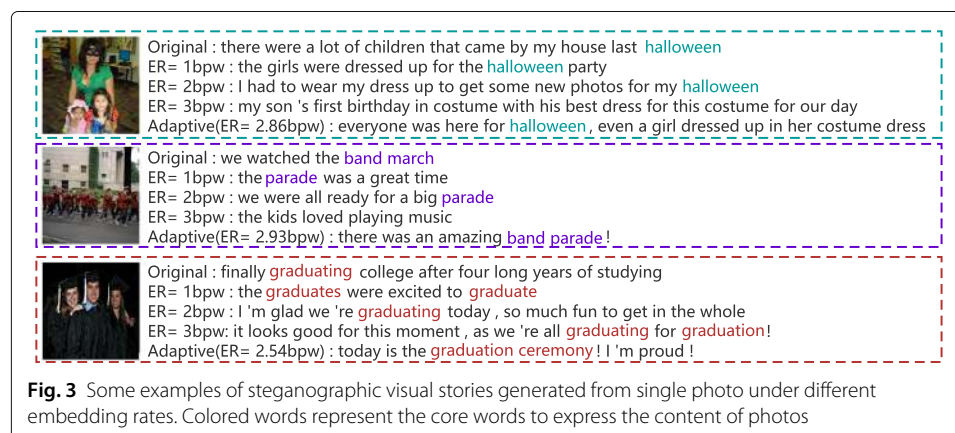 Original : there were a lot of children that came by my house last halloween
ER= 1bpw : the girls were dressed up for the halloween party
ER= 2bpw : I had to wear my dress up to get some new photos for my halloween
ER= 3bpw : my son 's first birthday in costume with his best dress for this costume for our day
Adaptive(ER= 2.86bpw) : everyone was here for halloween , even a girl dressed up in her costume dress
Original : we watched the band march
ER= 1bpw : the parade was a great time
ER= 2bpw : we were all ready for a big parade
ER= 3bpw : the kids loved playing music
Adaptive(ER= 2.93bpw) : there was an amazing band parade !
Original : finally graduating college after four long years of studying
ER= 1bpw : the graduates were excited to graduate
ER= 2bpw : I 'm glad we 're graduating today , so much fun to get in the whole
ER= 3bpw: it looks good for this moment , as we 're all graduating for graduation!
Adaptive(ER= 2.54bpw) : today is the graduation ceremony ! I 'm proud !
Fig. 3 Some examples of steganographic visual stories generated from single photo under different
embedding rates. Colored words represent the core words to express the content of photos